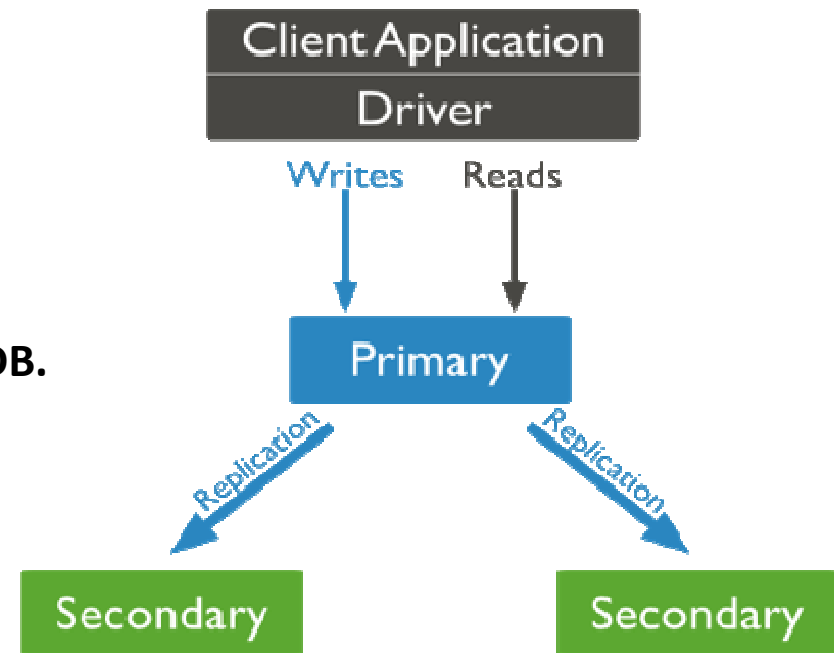 Client Application
Driver
Writes Reads
DB.
Primary
Replication Replication
Secondary Secondary